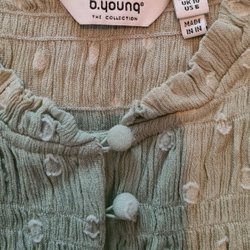 b.young®
THE COLLECTION
UK 10
US 6
MADE
IN IN